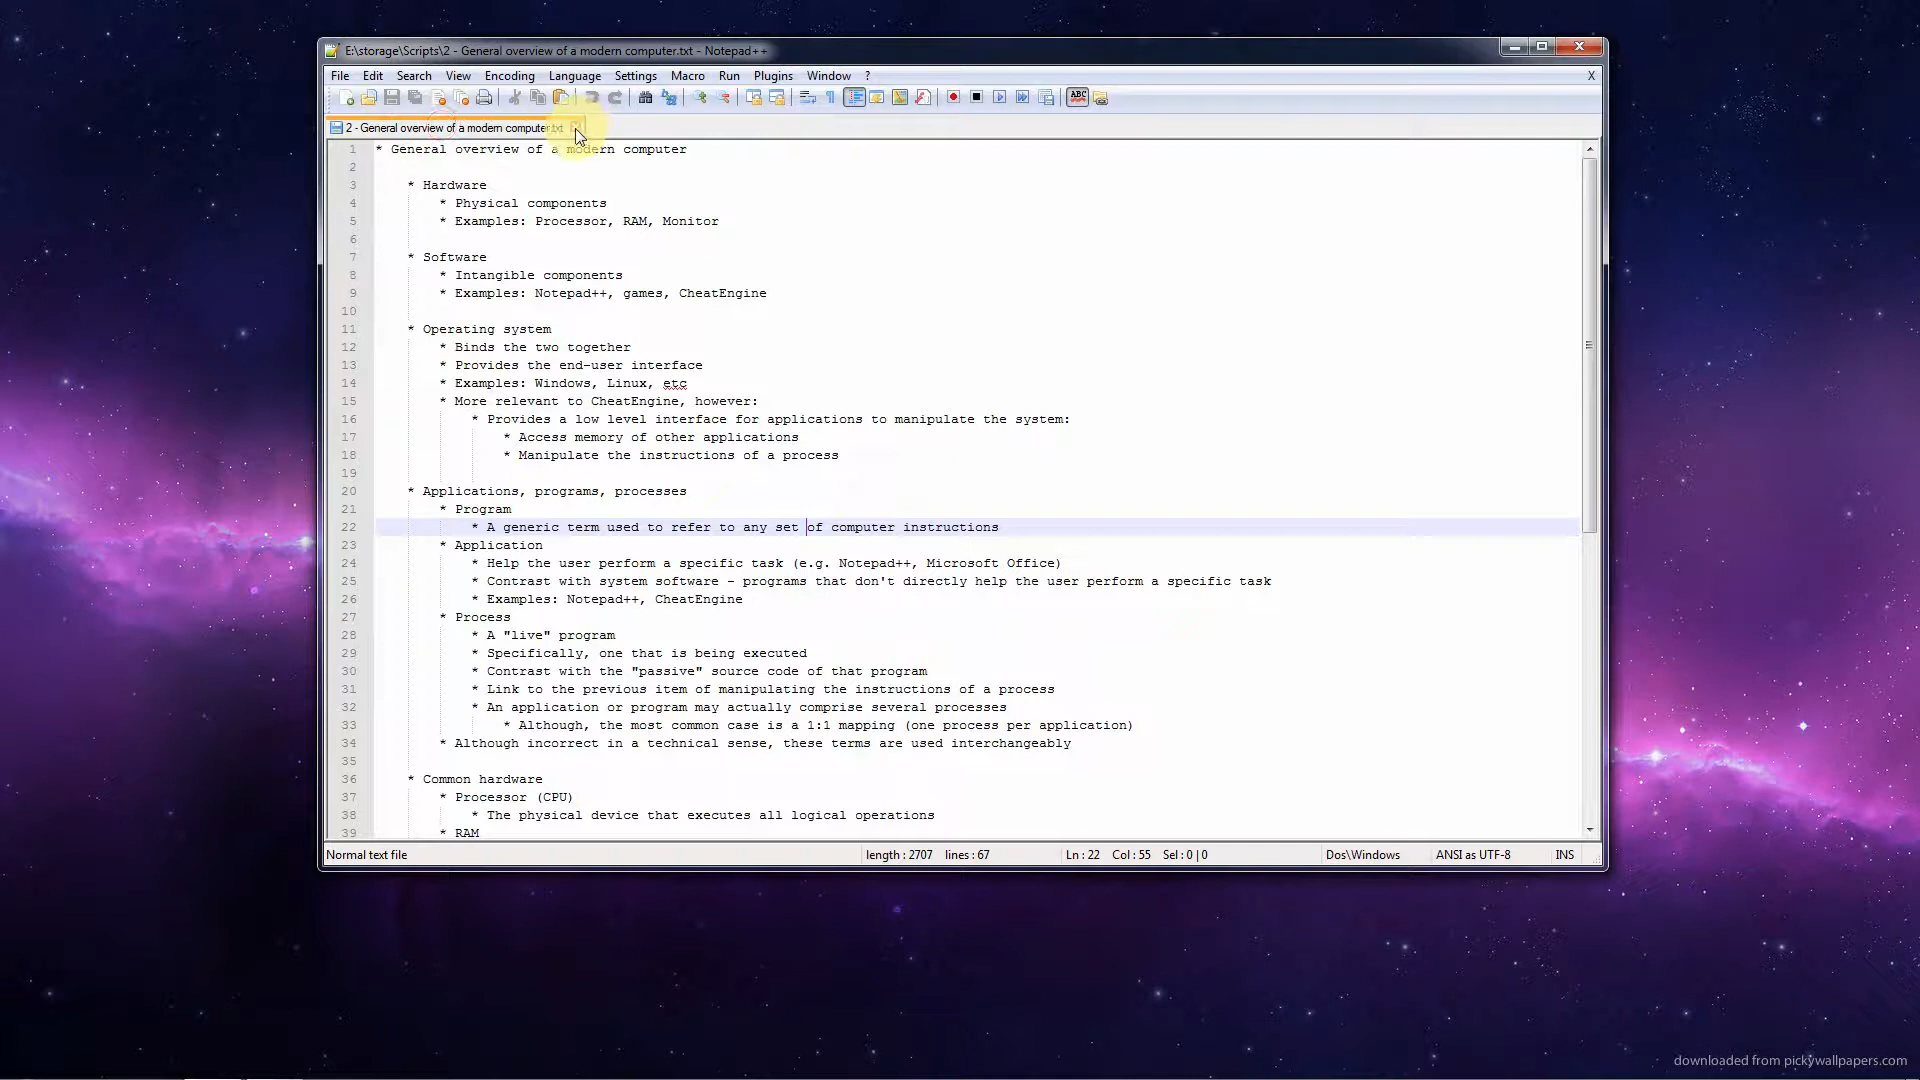 E:\storage\Scripts\2 - General overview of a modern computer.txt - Notepad++
File Edit Search View Encoding Language Settings Macro Run Plugins Window ? X
ABC
2 - General overview of a modern computer.txt
1 * General overview of a modern computer
2
3 * Hardware
4 * Physical components
5 * Examples: Processor, RAM, Monitor
6
7 * Software
8 * Intangible components
9 * Examples: Notepad++, games, CheatEngine
10
11 * Operating system
12 * Binds the two together
13 * Provides the end-user interface
14 * Examples: Windows, Linux, etc
15 * More relevant to CheatEngine, however:
16 * Provides a low level interface for applications to manipulate the system:
17 * Access memory of other applications
18 * Manipulate the instructions of a process
19
20 * Applications, programs, processes
21 * Program
22 * A generic term used to refer to any set of computer instructions
23 * Application
24 * Help the user perform a specific task (e.g. Notepad++, Microsoft Office)
25 * Contrast with system software - programs that don't directly help the user perform a specific task
26 * Examples: Notepad++, CheatEngine
27 * Process
28 * A "live" program
29 * Specifically, one that is being executed
30 * Contrast with the "passive" source code of that program
31 * Link to the previous item of manipulating the instructions of a process
32 * An application or program may actually comprise several processes
33 * Although, the most common case is a 1:1 mapping (one process per application)
34 * Although incorrect in a technical sense, these terms are used interchangeably
35
36 * Common hardware
37 * Processor (CPU)
38 * The physical device that executes all logical operations
39 * RAM
Normal text file length : 2707 lines : 67 Ln : 22 Col : 55 Sel : 0 | 0 Dos\Windows ANSI as UTF-8 INS
downloaded from pickywallpapers.com